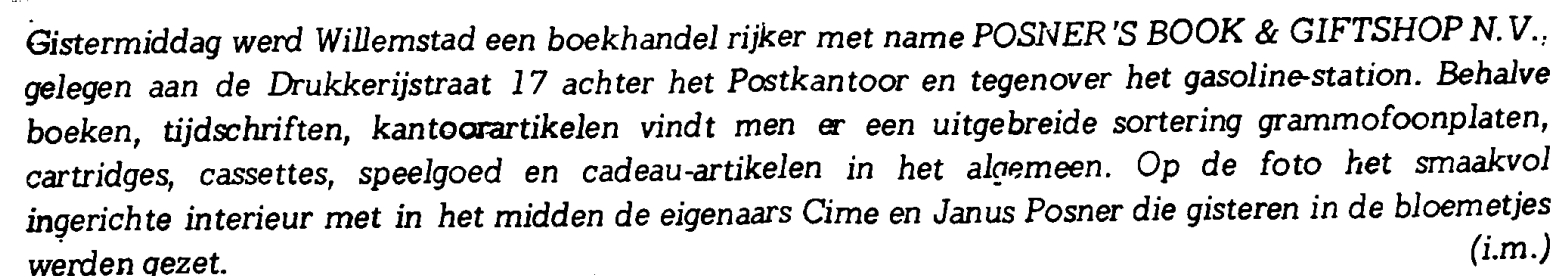 Gistermiddag werd Willemstad een boekhandel rijker met name POSNER'S BOOK & GIFTSHOP N.V.,
gelegen aan de Drukkerijstraat 17 achter het Postkantoor en tegenover het gasoline-station. Behalve
boeken, tijdschriften, kantoorartikelen vindt men er een uitgebreide sortering grammofoonplaten,
cartridges, cassettes, speelgoed en cadeau-artikelen in het algemeen. Op de foto het smaakvol
ingerichte interieur met in het midden de eigenaars Cime en Janus Posner die gisteren in de bloemetjes
werden gezet. (i.m.)